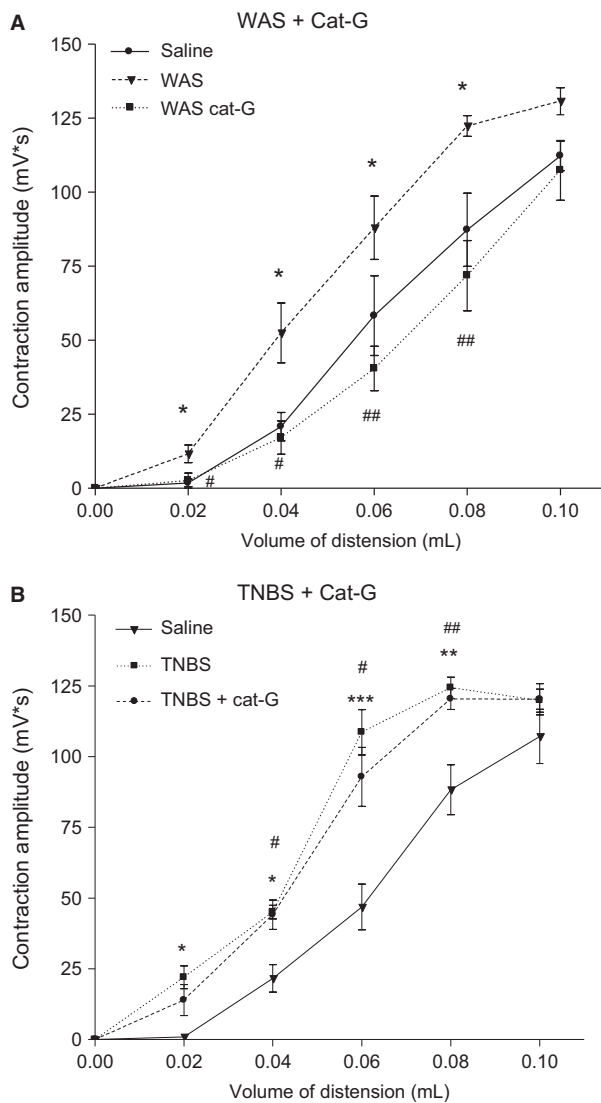 A
WAS + Cat-G
Saline
WAS
WAS cat-G
Contraction amplitude (mV*s)
150
125
100
75
50
25
0
*
*
*
*
#
#
##
##
0.00 0.02 0.04 0.06 0.08 0.10
Volume of distension (mL)
B
TNBS + Cat-G
Saline
TNBS
TNBS + cat-G
Contraction amplitude (mV*s)
150
125
100
75
50
25
0
##
**
#
***
#
*
*
0.00 0.02 0.04 0.06 0.08 0.10
Volume of distension (mL)